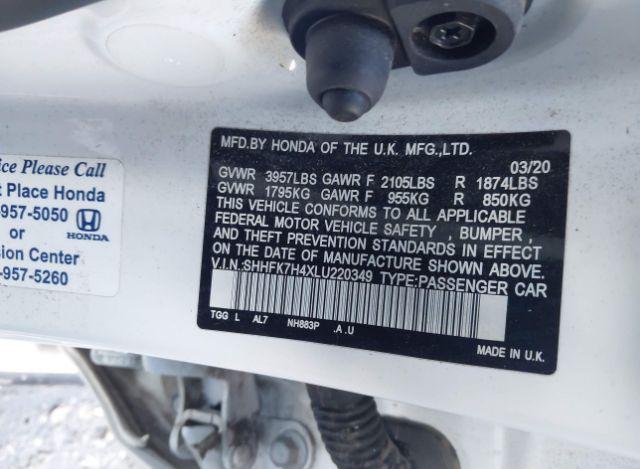 ice Please Call
t Place Honda
-957-5050
or
HONDA
sion Center
-957-5260
MFD.BY HONDA OF THE U.K. MFG.,LTD.
03/20
GVWR 3957LBS GAWR F 2105LBS R 1874LBS
GVWR 1795KG GAWR F 955KG R 850KG
THIS VEHICLE CONFORMS TO ALL APPLICABLE
FEDERAL MOTOR VEHICLE SAFETY , BUMPER ,
AND THEFT PREVENTION STANDARDS IN EFFECT
ON THE DATE OF MANUFACTURE SHOWN ABOVE.
V.I.N:SHHFK7H4XLU220349 TYPE:PASSENGER CAR
TGG L AL7 NH883P .A.U
MADE IN U.K.